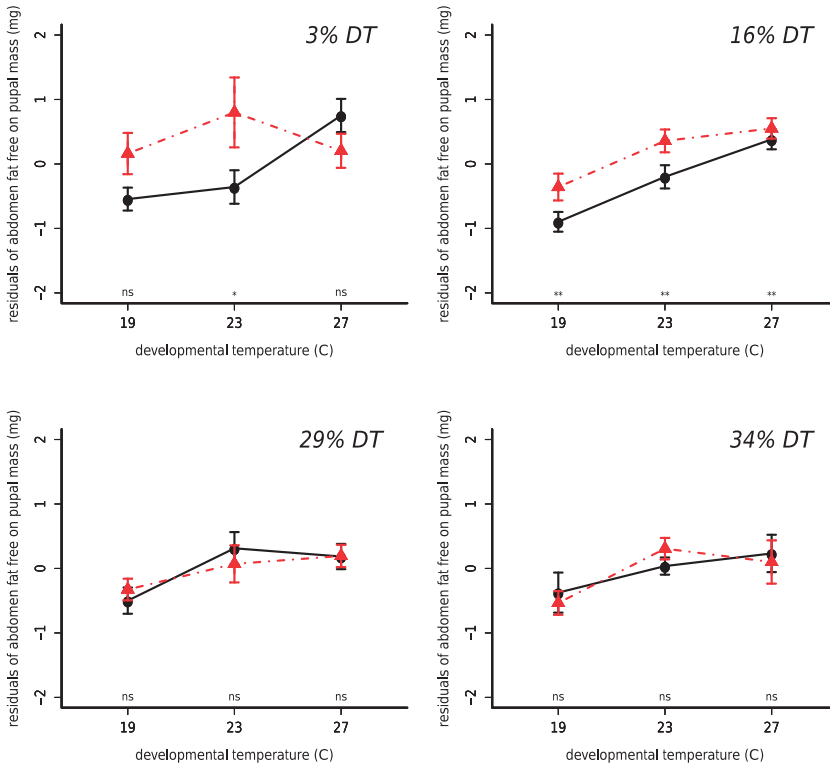 3% DT
residuals of abdomen fat free on pupal mass (mg)
2
1
0
−1
−2
ns * ns
19 23 27
developmental temperature (C)
16% DT
residuals of abdomen fat free on pupal mass (mg)
2
1
0
−1
−2
** ** **
19 23 27
developmental temperature (C)
29% DT
residuals of abdomen fat free on pupal mass (mg)
2
1
0
−1
−2
ns ns ns
19 23 27
developmental temperature (C)
34% DT
residuals of abdomen fat free on pupal mass (mg)
2
1
0
−1
−2
ns ns ns
19 23 27
developmental temperature (C)